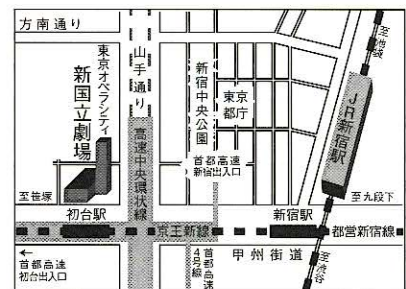 方南通り
山手通り
東京オペラシティ
新国立劇場
新宿中央公園
東京
都庁
至池袋
JR新宿駅
高速中央環状線
首都高速
新宿出入口
至笹塚
初台駅
新宿駅
至九段下
京王新線
都営新宿線
←
首都高速
初台出入口
首都高速
4号線
甲州街道
至渋谷